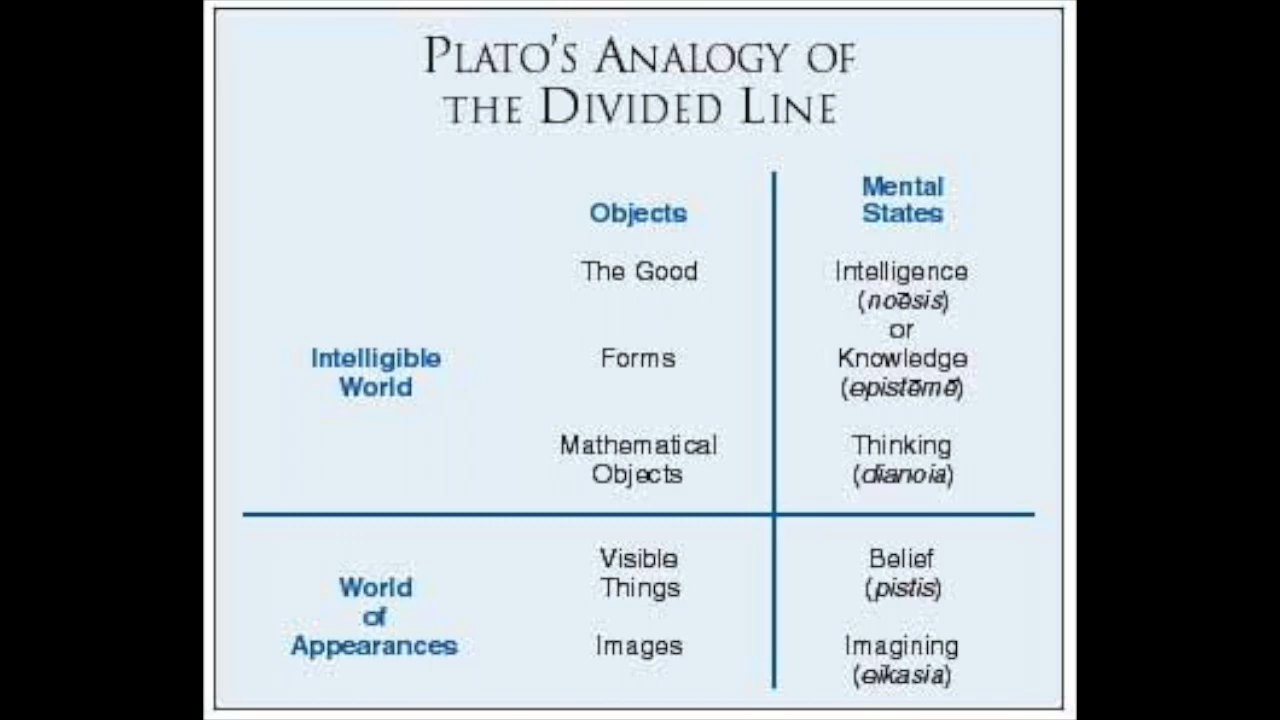 PLATO'S ANALOGY OF
THE DIVIDED LINE
Objects
Mental
States
The Good
Intelligence
(noēsis)
or
Intelligible
World
Forms
Knowledge
(epistēmē)
Mathematical
Objects
Thinking
(dianoia)
World
of
Appearances
Visible
Things
Belief
(pistis)
Images
Imagining
(eikasia)